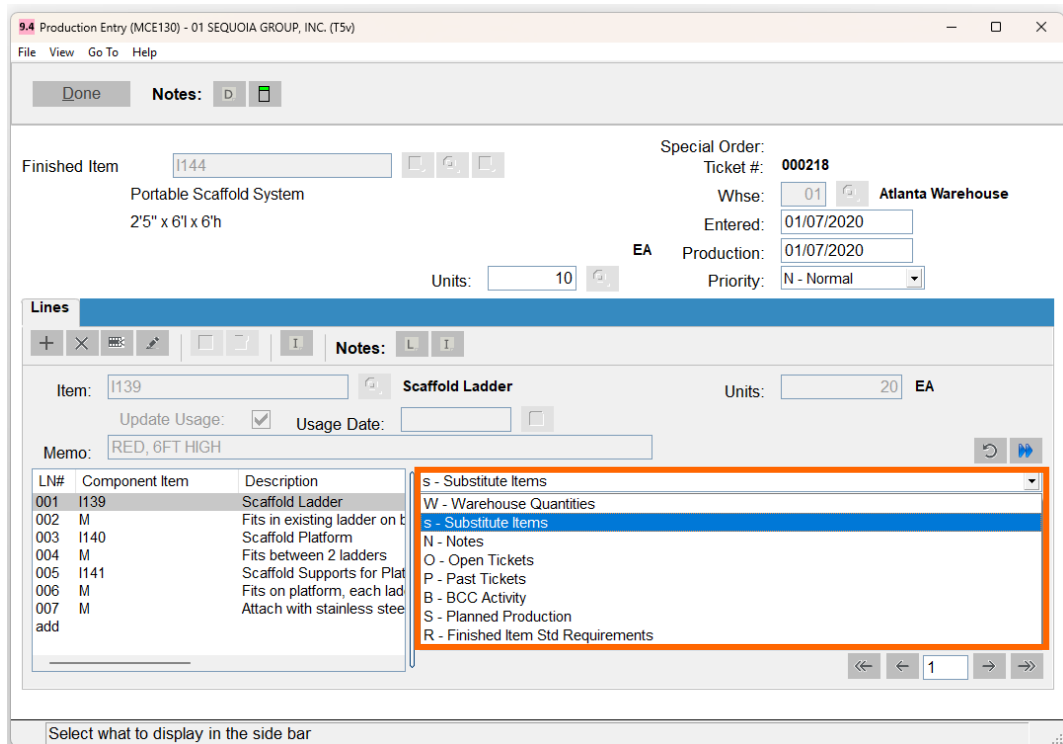 9.4 Production Entry (MCE130) - 01 SEQUOIA GROUP, INC. (T5v)
File View Go To Help
Done Notes: D
Special Order:
Finished Item I144 Ticket #: 000218
Portable Scaffold System Whse: 01 Atlanta Warehouse
2'5" x 6'l x 6'h Entered: 01/07/2020
EA Production: 01/07/2020
Units: 10 Priority: N - Normal
Lines
I Notes: L I
Item: I139 Scaffold Ladder Units: 20 EA
Update Usage: Usage Date:
Memo: RED, 6FT HIGH
LN# Component Item Description
001 I139 Scaffold Ladder
002 M Fits in existing ladder on b
003 I140 Scaffold Platform
004 M Fits between 2 ladders
005 I141 Scaffold Supports for Plat
006 M Fits on platform, each lad
007 M Attach with stainless stee
add
s - Substitute Items
W - Warehouse Quantities
s - Substitute Items
N - Notes
O - Open Tickets
P - Past Tickets
B - BCC Activity
S - Planned Production
R - Finished Item Std Requirements
1
Select what to display in the side bar